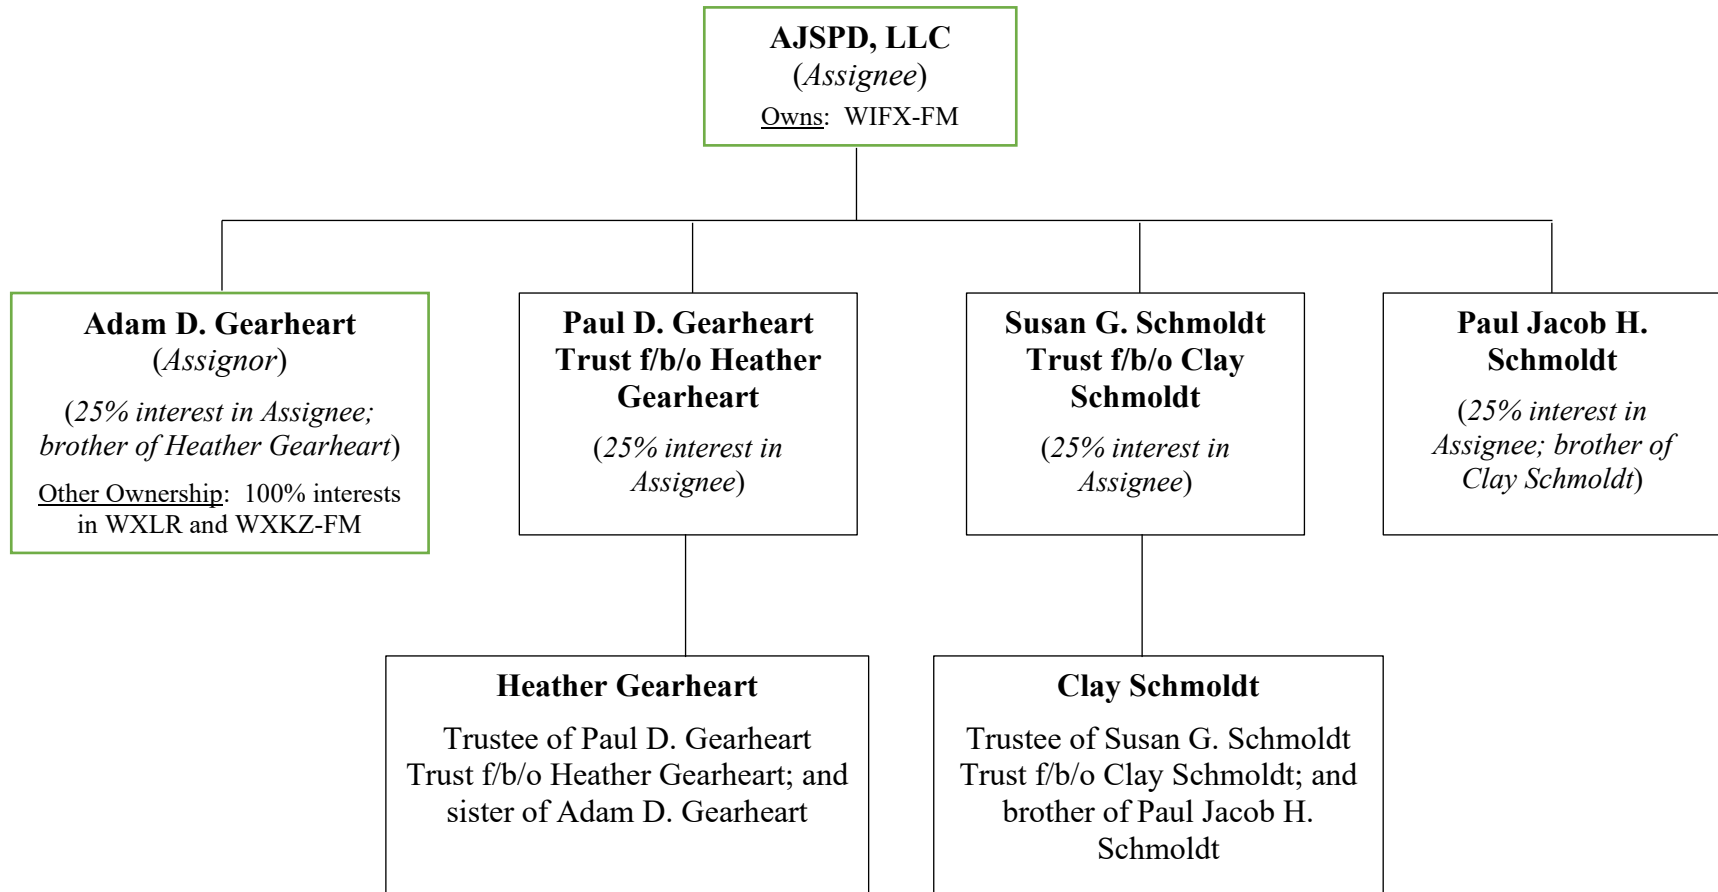 AJSPD, LLC
(Assignee)
Owns: WIFX-FM
Adam D. Gearheart
(Assignor)
(25% interest in Assignee;
brother of Heather Gearheart)
Other Ownership: 100% interests
in WXLR and WXKZ-FM
Paul D. Gearheart
Trust f/b/o Heather
Gearheart
(25% interest in
Assignee)
Susan G. Schmoldt
Trust f/b/o Clay
Schmoldt
(25% interest in
Assignee)
Paul Jacob H.
Schmoldt
(25% interest in
Assignee; brother of
Clay Schmoldt)
Heather Gearheart
Trustee of Paul D. Gearheart
Trust f/b/o Heather Gearheart; and
sister of Adam D. Gearheart
Clay Schmoldt
Trustee of Susan G. Schmoldt
Trust f/b/o Clay Schmoldt; and
brother of Paul Jacob H.
Schmoldt